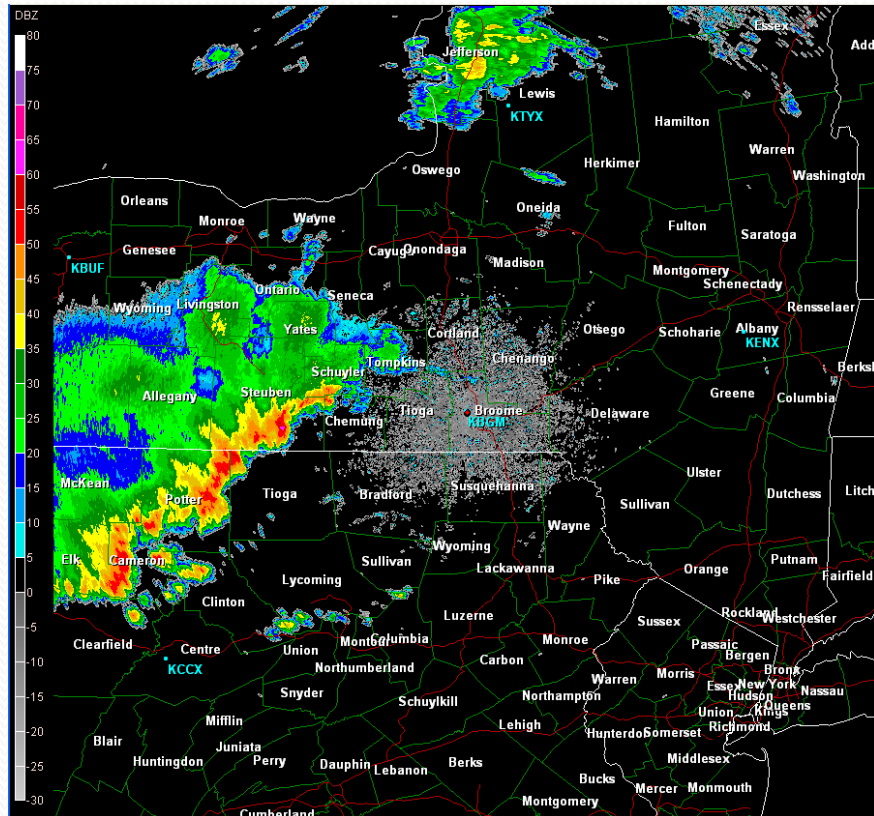 DBZ
80
75
70
65
60
55
50
45
40
35
30
25
20
15
10
5
0
-5
-10
-15
-20
-25
-30
Essex
Add
Jefferson
Lewis
KTYX
Hamilton
Warren
Herkimer
Oswego
Washington
Orleans
Oneida
Monroe
Wayne
Fulton
Saratoga
Genesee
KBUF
Cayuga
Onondaga
Madison
Montgomery
Schenectady
Ontario
Seneca
Wyoming
Livingston
Rensselaer
Yates
Cortland
Otsego
Schoharie
Albany
KENX
Chenango
Tompkins
Schuyler
Berksh
Allegany
Steuben
Greene
Columbia
Tioga
Broome
Delaware
KBGM
Chemung
Ulster
McKean
Susquehanna
Tioga
Bradford
Dutchess
Litch
Potter
Sullivan
Wayne
Wyoming
Elk
Cameron
Sullivan
Putnam
Lackawanna
Orange
Fairfield
Lycoming
Pike
Clinton
Rockland
Luzerne
Westchester
Sussex
Clearfield
Centre
Union
Montour
Columbia
Monroe
Passaic
Bergen
KCCX
Northumberland
Carbon
Bronx
Warren
Morris
Essex
New York
Snyder
Northampton
Hudson
Nassau
Schuylkill
Queens
Union
Kings
Mifflin
Lehigh
Richmond
Hunterdon
Somerset
Blair
Juniata
Huntingdon
Perry
Dauphin
Lebanon
Berks
Middlesex
Bucks
Mercer
Monmouth
Montgomery
Cumberland